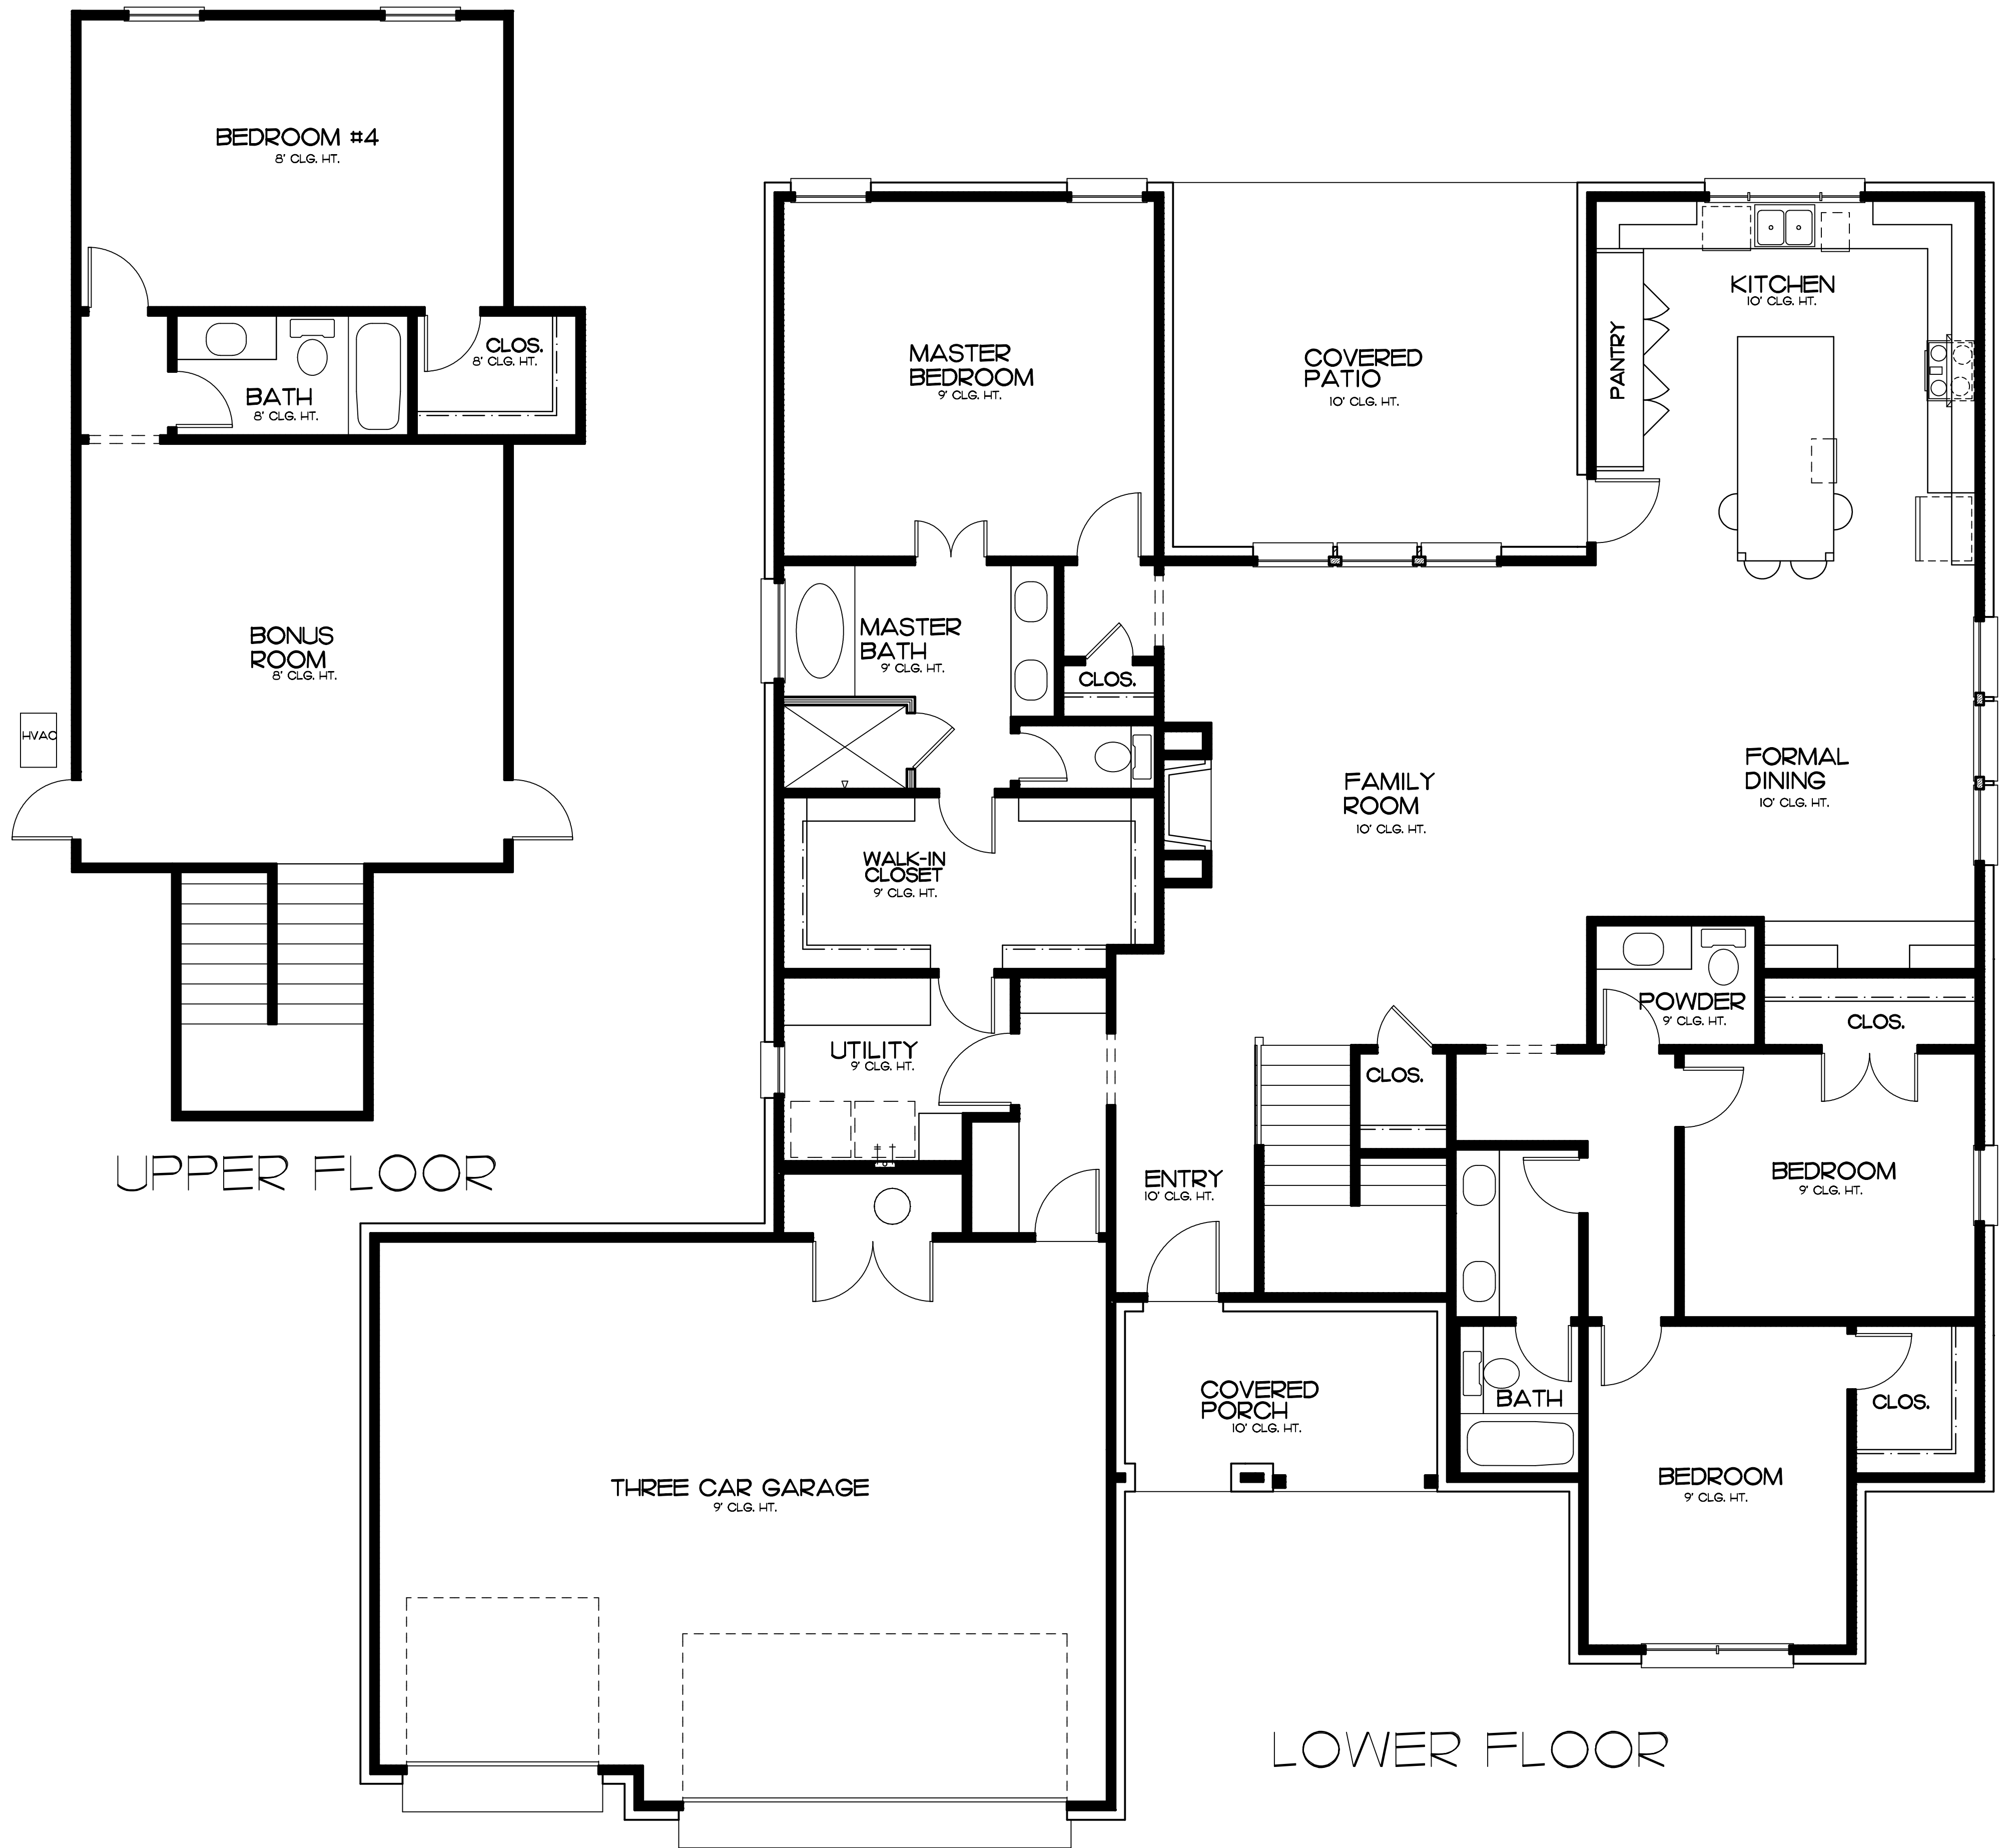 BEDROOM #4
8' CLG. HT.
CLOS.
8' CLG. HT.
BATH
8' CLG. HT.
BONUS
ROOM
8' CLG. HT.
HVAC
UPPER FLOOR
MASTER
BEDROOM
9' CLG. HT.
COVERED
PATIO
10' CLG. HT.
KITCHEN
10' CLG. HT.
PANTRY
MASTER
BATH
9' CLG. HT.
CLOS.
FAMILY
ROOM
10' CLG. HT.
FORMAL
DINING
10' CLG. HT.
WALK-IN
CLOSET
9' CLG. HT.
POWDER
9' CLG. HT.
CLOS.
UTILITY
9' CLG. HT.
CLOS.
ENTRY
10' CLG. HT.
BEDROOM
9' CLG. HT.
COVERED
PORCH
10' CLG. HT.
BATH
CLOS.
BEDROOM
9' CLG. HT.
THREE CAR GARAGE
9' CLG. HT.
LOWER FLOOR